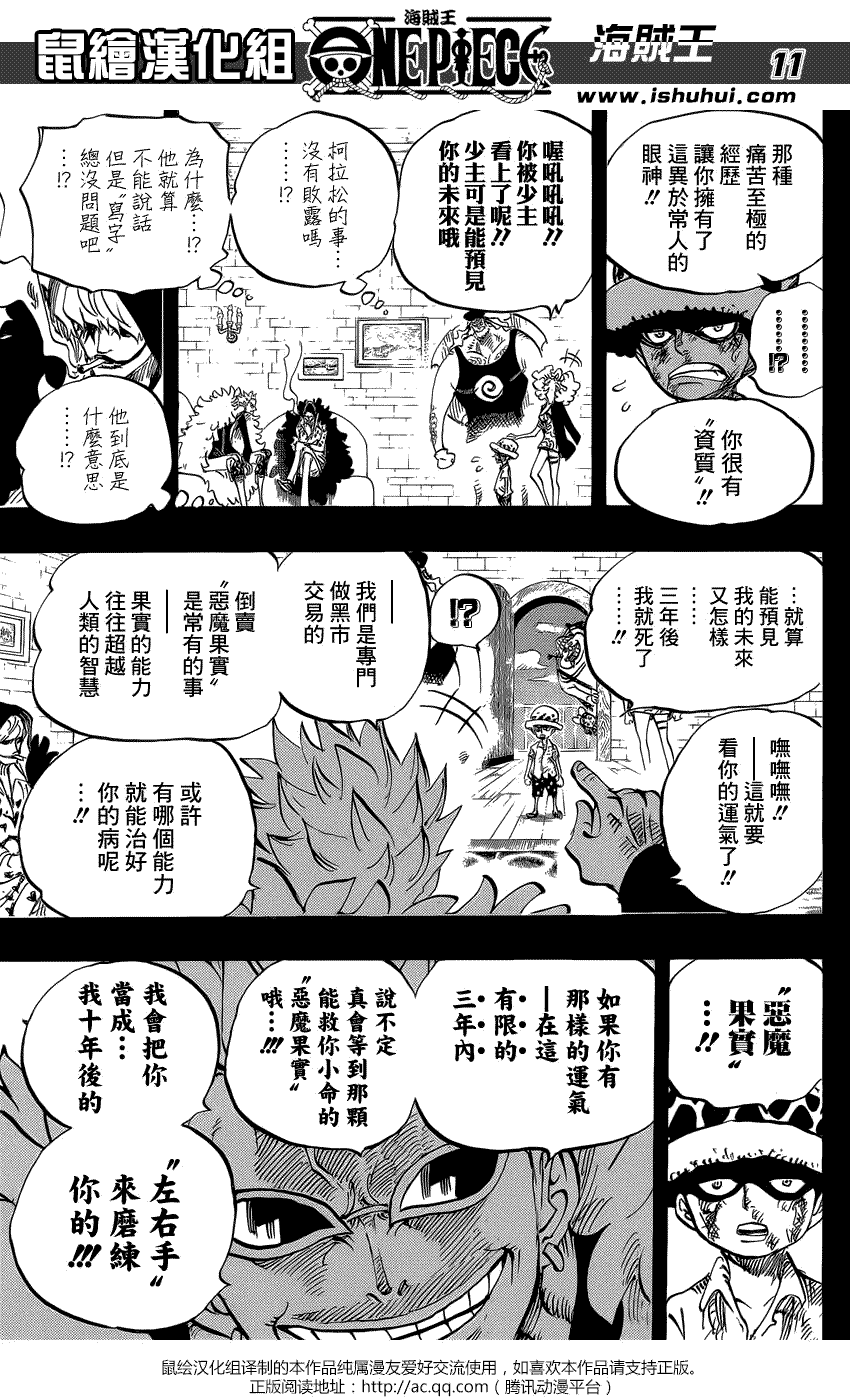 鼠繪漢化組
海賊王
ONE PIECE
海賊王
11
www.ishuhui.com
那種
痛苦至極的
經歷
讓你擁有了
這異於常人的
眼神!!
………
………!?
你很有
〝資質〞!!
喔吼吼吼!!
你被少主
看上了呢!!
少主可是能預見
你的未來哦
柯拉松的事…
沒有敗露嗎
……!?
為什麼…!?
他就算
不能說話
但是〝寫字〞
總沒問題吧
……!?
他到底是
什麼意思
……!?
…就算
能預見
我的未來
又怎樣
……
三年後
我就死了
……!!
嘸嘸嘸!!
——這就要
看你的運氣了!!
!?
——
我們是專門
做黑市
交易的
倒賣
〝惡魔果實〞
是常有的事
——
果實的能力
往往超越
人類的智慧
或許
有哪個能力
就能治好
你的病呢
…!!
〝惡魔
果實〞
…!!
如果你有
那樣的運氣
——在這
有限的
三年內
說不定
真會等到那顆
能救你小命的
〝惡魔果實〞
哦…!!!
我會把你
當成…
我十年後的
〝左右手〞
來磨練
你的!!!
鼠绘汉化组译制的本作品纯属漫友爱好交流使用，如喜欢本作品请支持正版。
正版阅读地址：http://ac.qq.com（腾讯动漫平台）